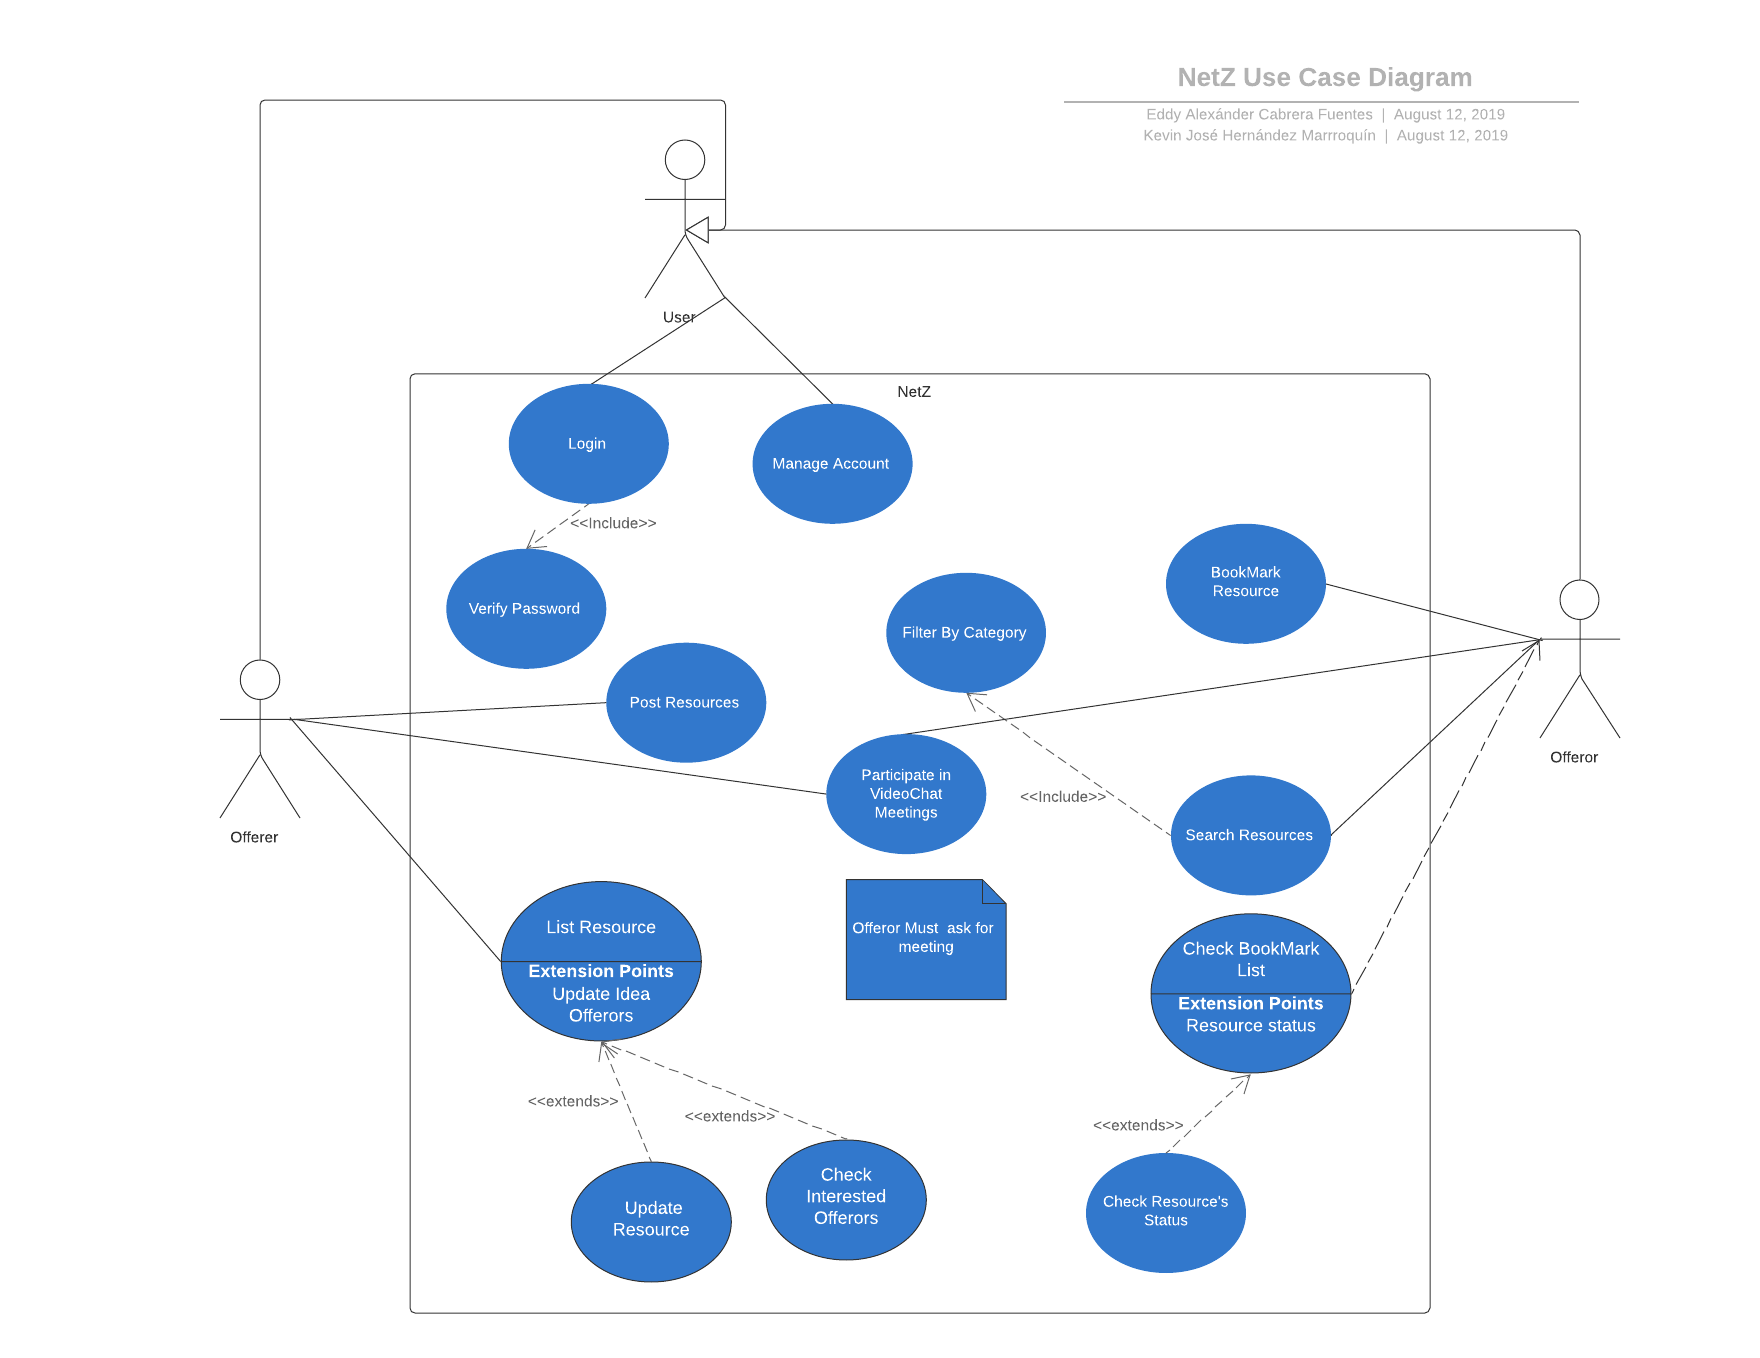 NetZ Use Case Diagram
Eddy Alexánder Cabrera Fuentes | August 12, 2019
Kevin José Hernández Marrroquín | August 12, 2019
User
NetZ
Login
Manage Account
<<Include>>
BookMark
Resource
Verify Password
Filter By Category
Post Resources
Offeror
Participate in
VideoChat
Meetings
<<Include>>
Search Resources
Offerer
List Resource
Extension Points
Update Idea
Offerors
Offeror Must  ask for
meeting
Check BookMark
List
Extension Points
Resource status
<<extends>>
<<extends>>
<<extends>>
Update
Resource
Check
Interested
Offerors
Check Resource's
Status